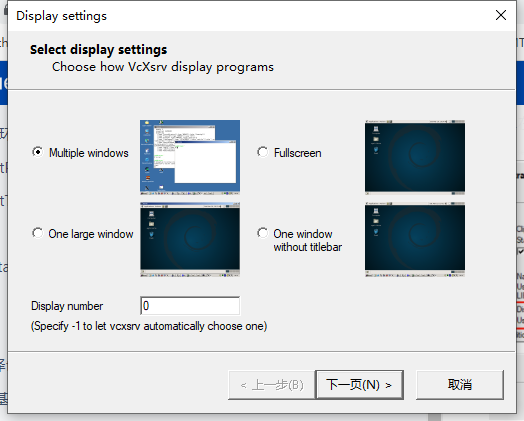 Display settings
Select display settings
Choose how VcXsrv display programs
Multiple windows
Fullscreen
One large window
One window
without titlebar
Display number
0
(Specify -1 to let vcxsrv automatically choose one)
< 上一步(B)
下一页(N) >
取消